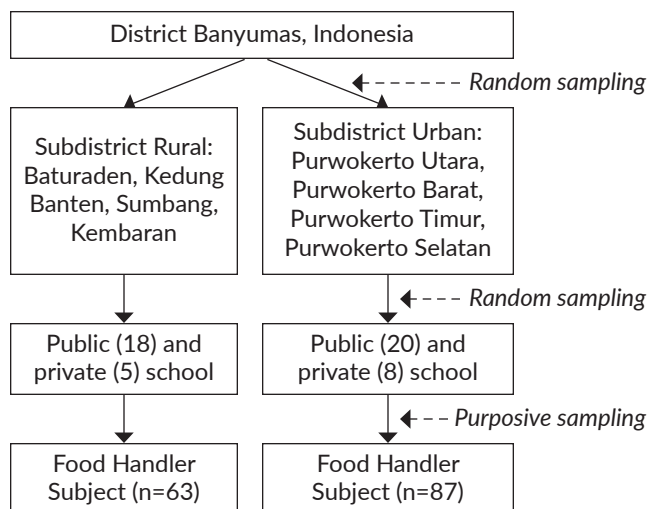 District Banyumas, Indonesia
Random sampling
Subdistrict Rural:
Baturaden, Kedung
Banten, Sumbang,
Kembaran
Subdistrict Urban:
Purwokerto Utara,
Purwokerto Barat,
Purwokerto Timur,
Purwokerto Selatan
Random sampling
Public (18) and
private (5) school
Public (20) and
private (8) school
Purposive sampling
Food Handler
Subject (n=63)
Food Handler
Subject (n=87)